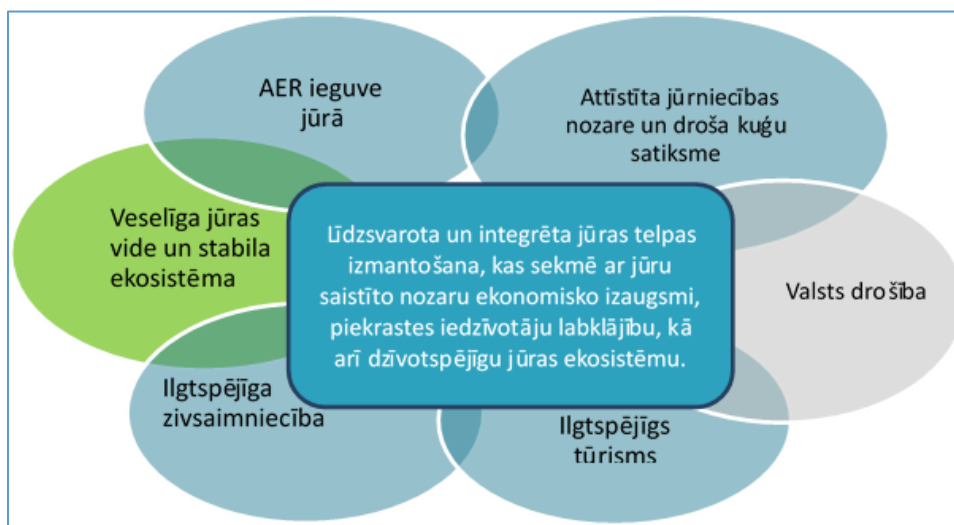 AER ieguve
jūrā
Attīstīta jūrniecības
nozare un droša kuģu
satiksme
Veselīga jūras
vide un stabila
ekosistēma
Līdzsvarota un integrēta jūras telpas
izmantošana, kas sekmē ar jūru
saistīto nozaru ekonomisko izaugsmi,
piekrastes iedzīvotāju labklājību, kā
arī dzīvotspējīgu jūras ekosistēmu.
Valsts drošība
Ilgtspējīga
zivsaimniecība
Ilgtspējīgs
tūrisms